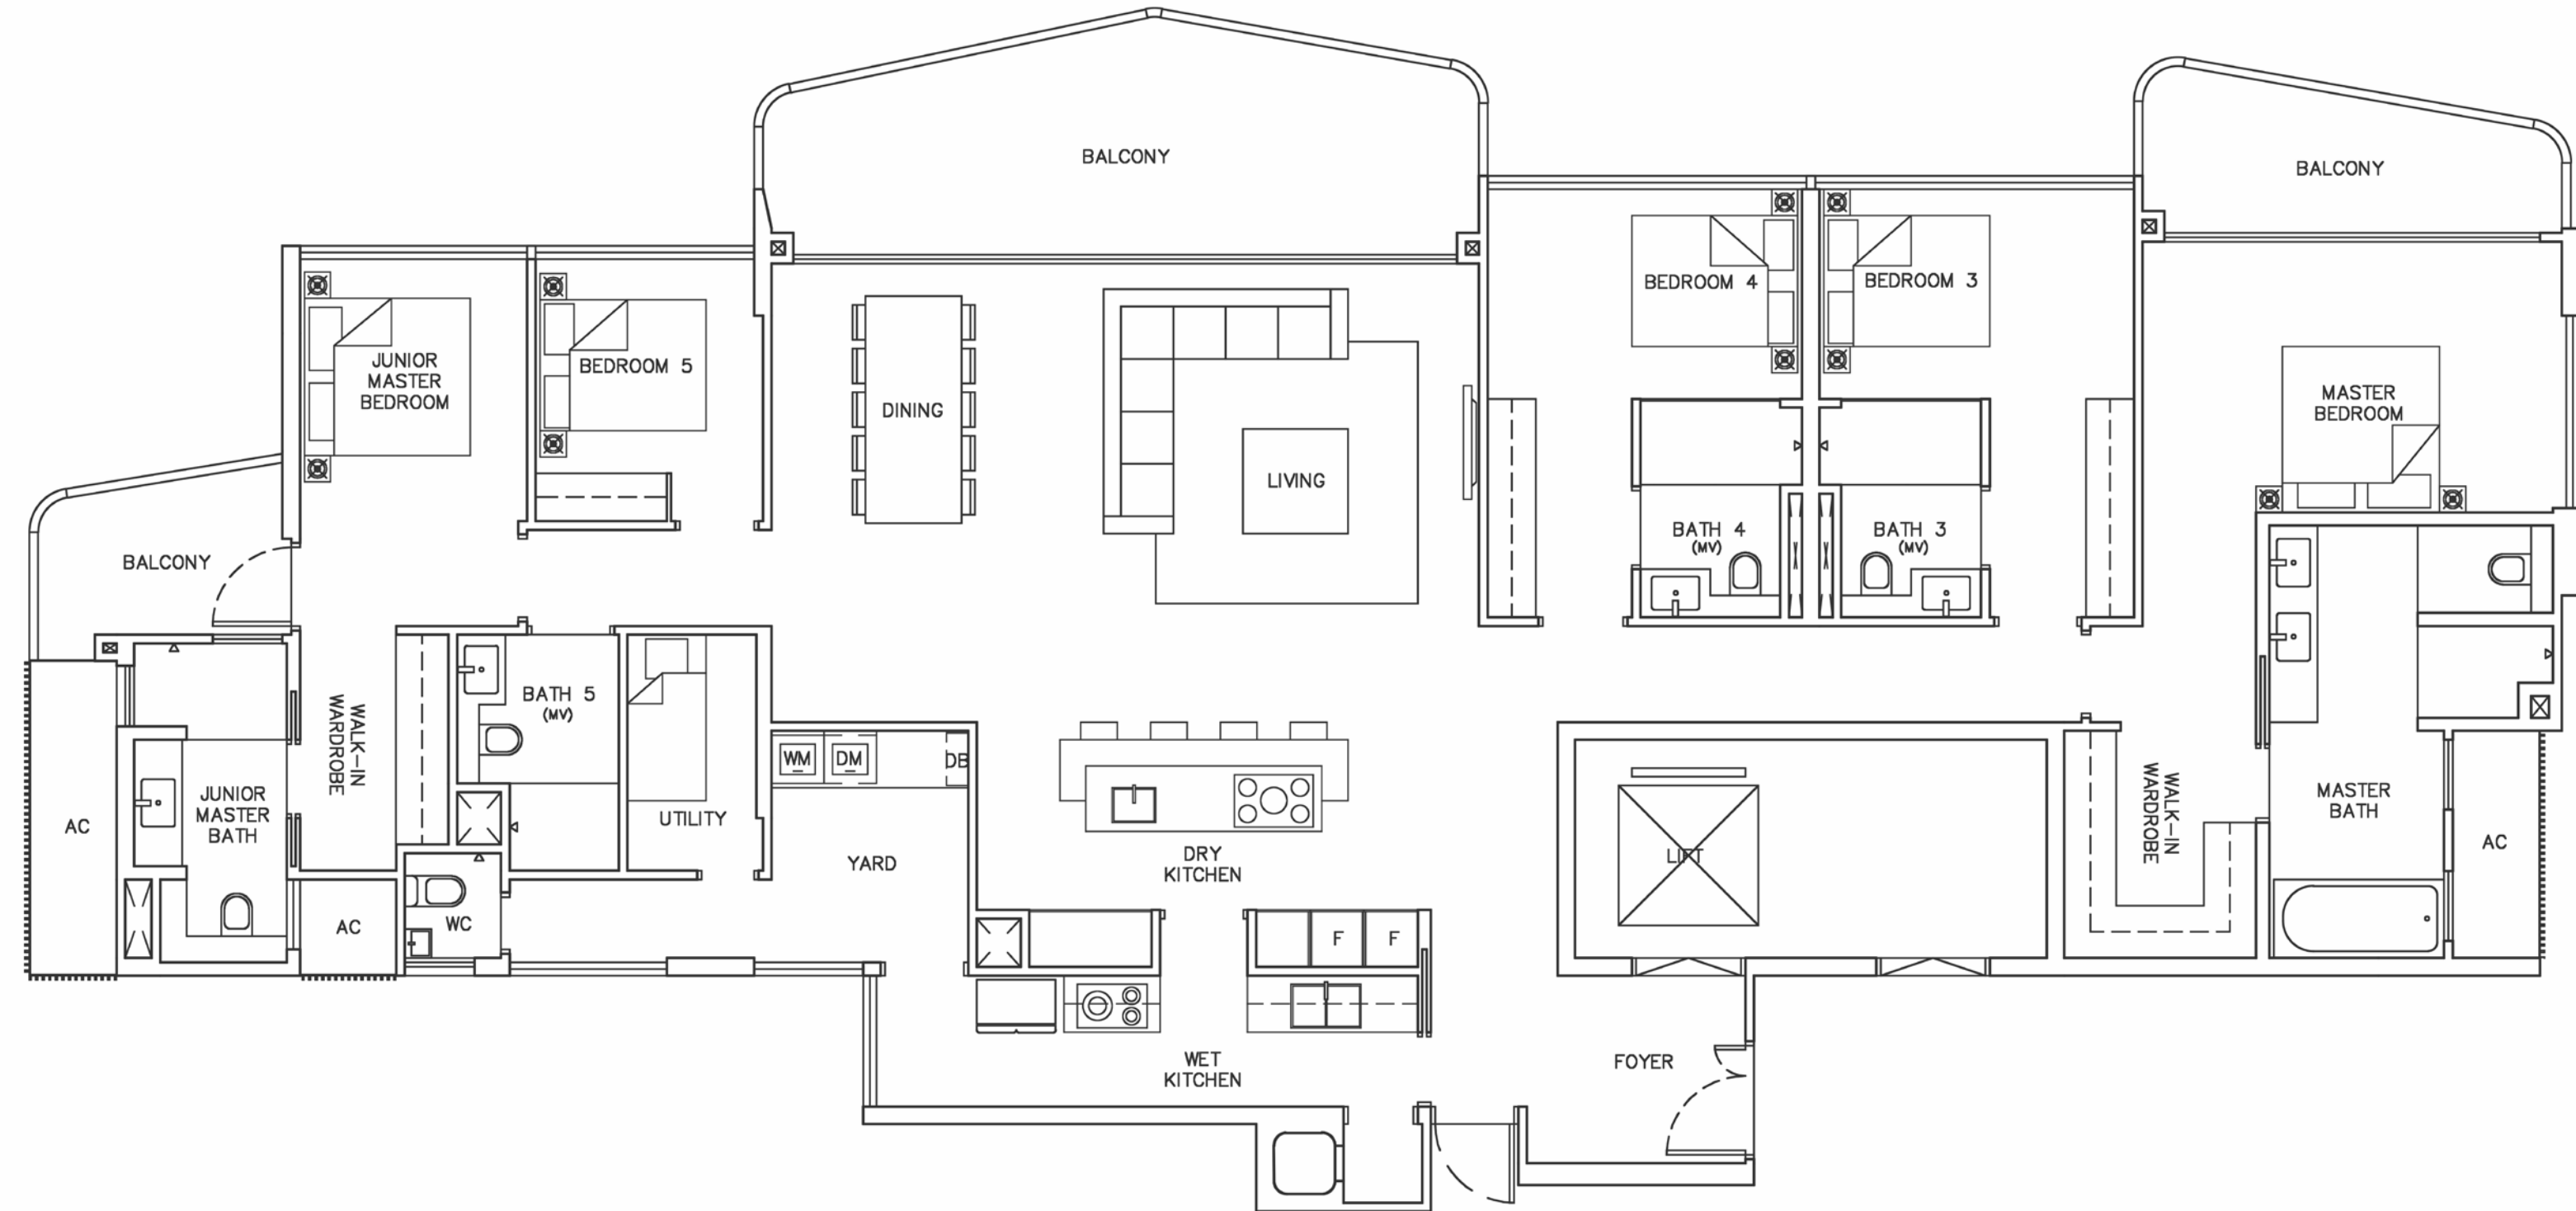 BALCONY
BALCONY
BEDROOM 4
BEDROOM 3
JUNIOR
MASTER
BEDROOM
BEDROOM 5
DINING
LIVING
MASTER
BEDROOM
BATH 4
(MV)
BATH 3
(MV)
BALCONY
WALK-IN
WARDROBE
BATH 5
(MV)
WM
DM
DB
JUNIOR
MASTER
BATH
UTILITY
AC
YARD
DRY
KITCHEN
LIFT
WALK-IN
WARDROBE
MASTER
BATH
AC
AC
WC
F
F
WET
KITCHEN
FOYER